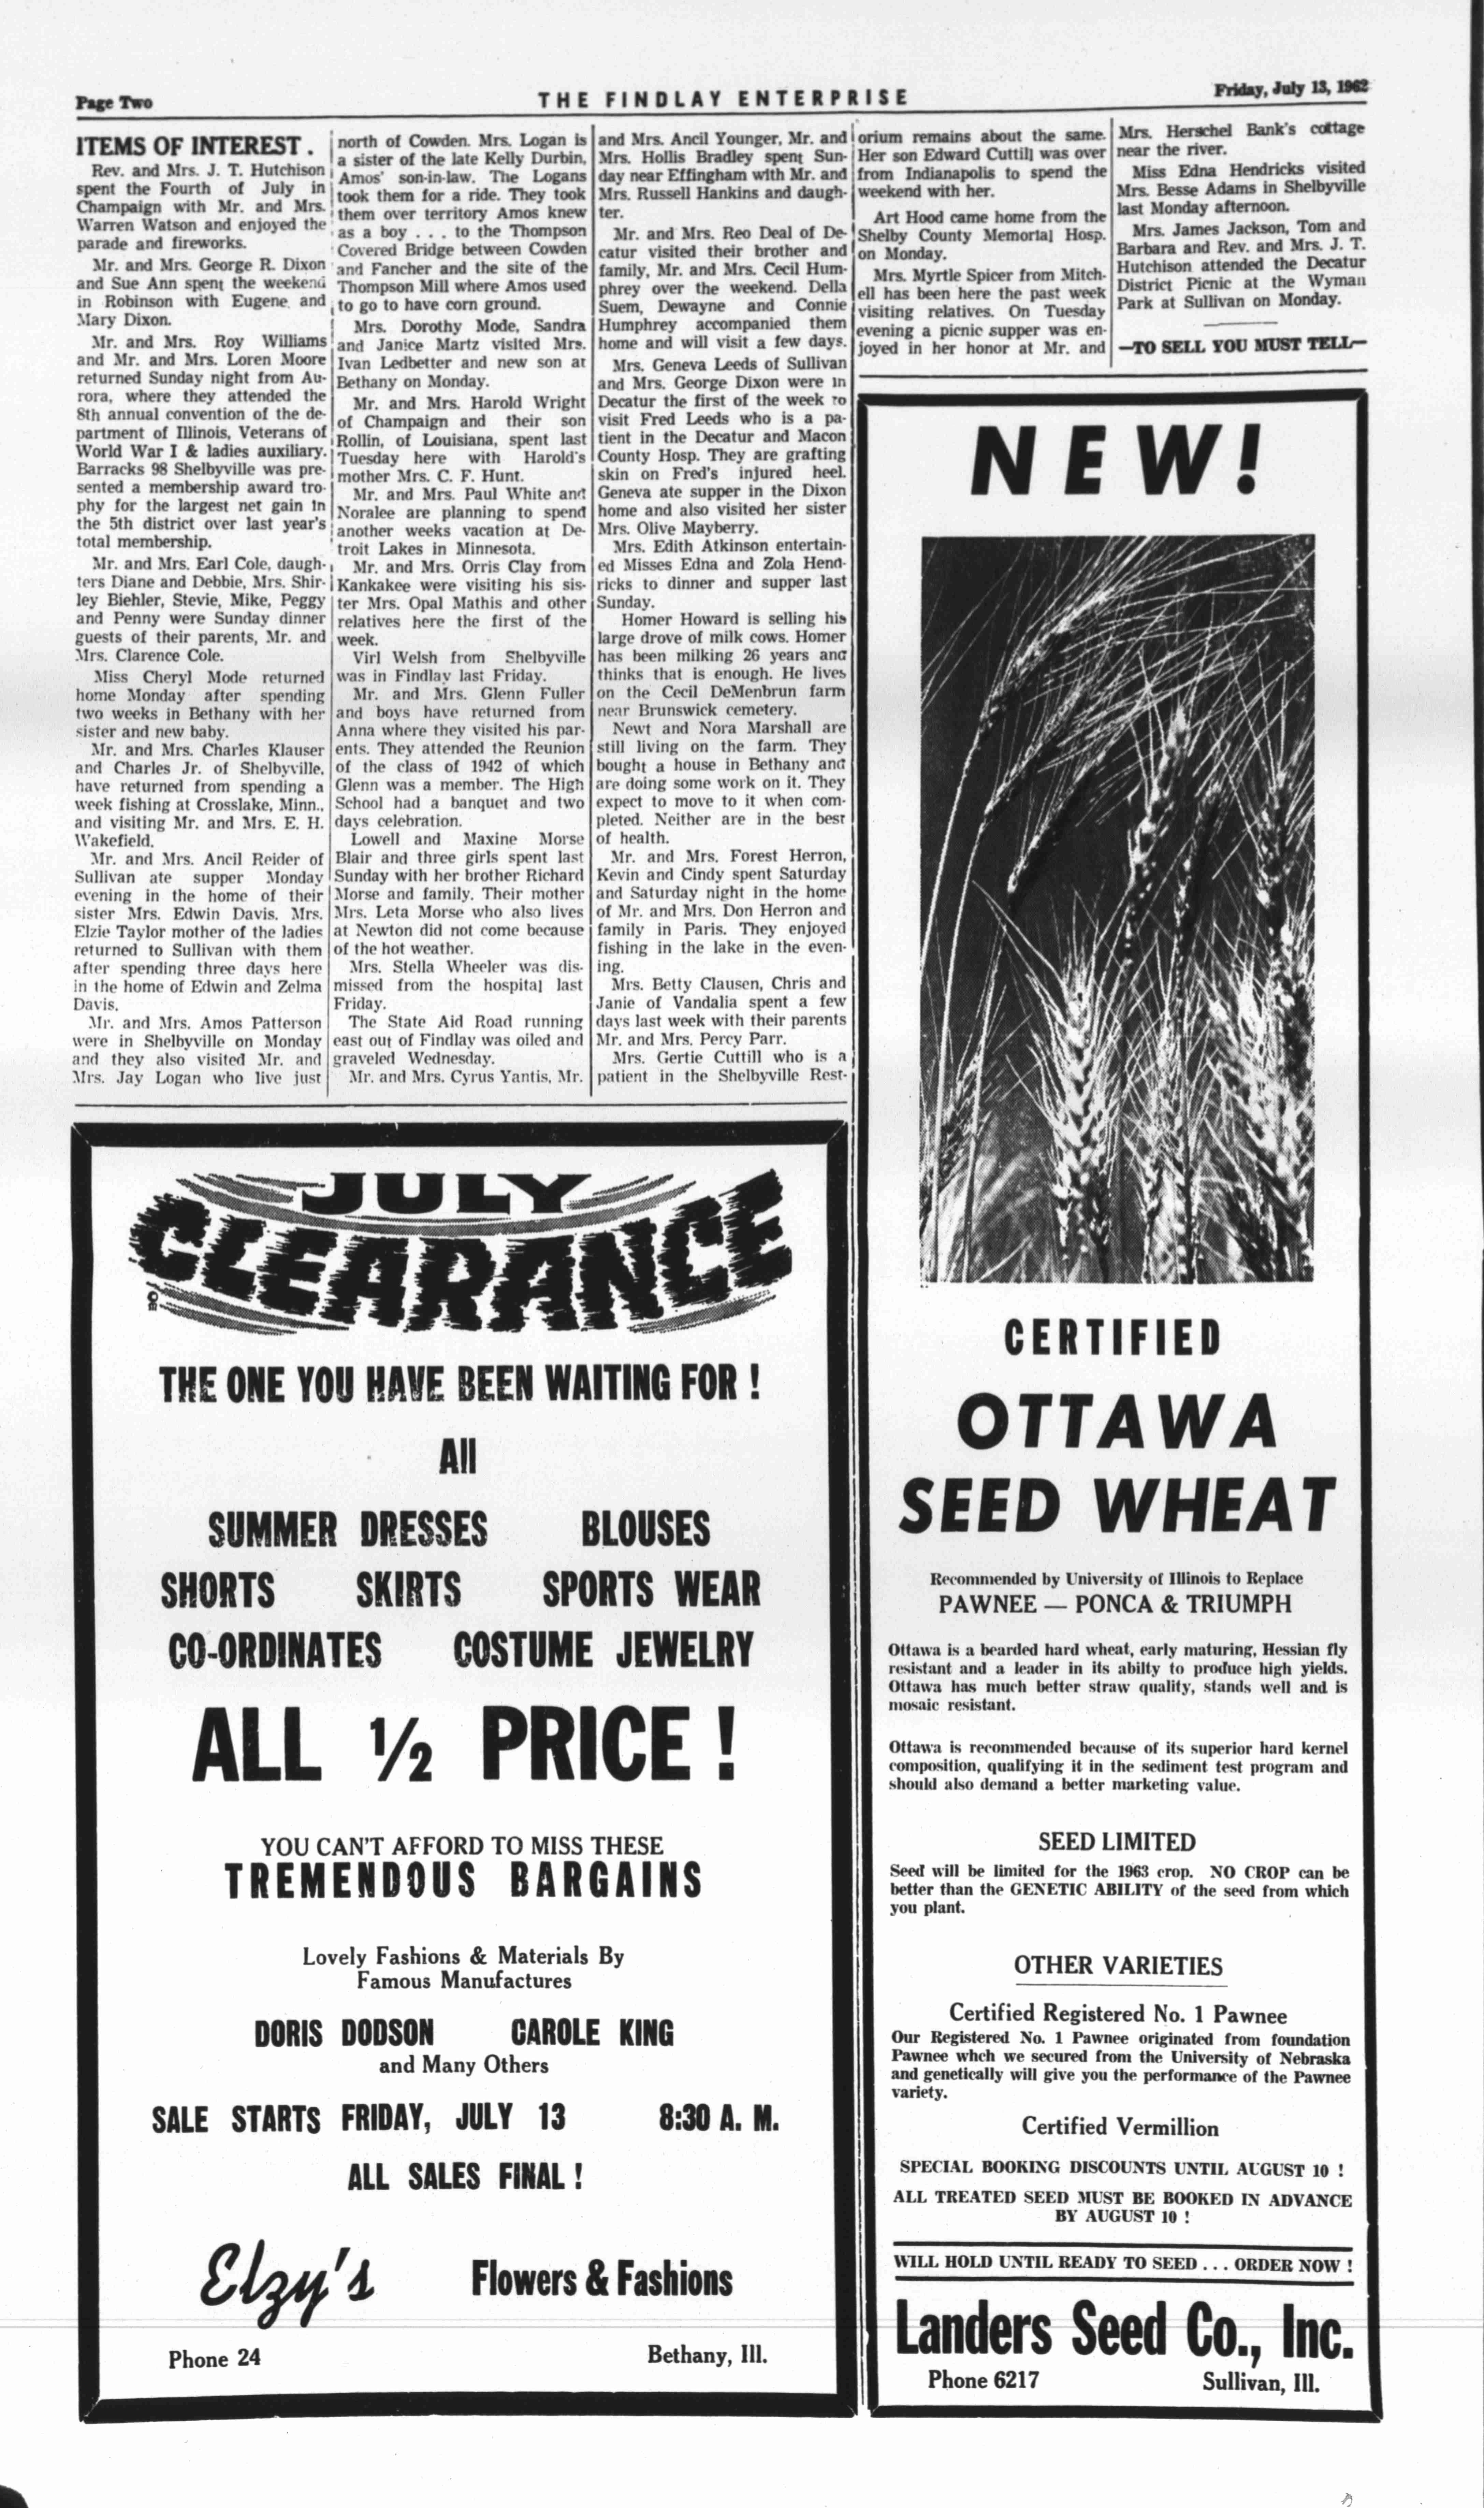 Page Two
THE FINDLAY ENTERPRISE
Friday, July 13, 1962
ITEMS OF INTEREST .
Rev. and Mrs. J. T. Hutchison
spent the Fourth of July in
Champaign with Mr. and Mrs.
Warren Watson and enjoyed the
parade and fireworks.
Mr. and Mrs. George R. Dixon
and Sue Ann spent the weekend
in Robinson with Eugene and
Mary Dixon.
Mr. and Mrs. Roy Williams
and Mr. and Mrs. Loren Moore
returned Sunday night from Au-
rora, where they attended the
8th annual convention of the de-
partment of Illinois, Veterans of
World War I & ladies auxiliary.
Barracks 98 Shelbyville was pre-
sented a membership award tro-
phy for the largest net gain in
the 5th district over last year's
total membership.
Mr. and Mrs. Earl Cole, daugh-
ters Diane and Debbie, Mrs. Shir-
ley Biehler, Stevie, Mike, Peggy
and Penny were Sunday dinner
guests of their parents, Mr. and
Mrs. Clarence Cole.
Miss Cheryl Mode returned
home Monday after spending
two weeks in Bethany with her
sister and new baby.
Mr. and Mrs. Charles Klauser
and Charles Jr. of Shelbyville,
have returned from spending a
week fishing at Crosslake, Minn.,
and visiting Mr. and Mrs. E. H.
Wakefield.
Mr. and Mrs. Ancil Reider of
Sullivan ate supper Monday
evening in the home of their
sister Mrs. Edwin Davis. Mrs.
Elzie Taylor mother of the ladies
returned to Sullivan with them
after spending three days here
in the home of Edwin and Zelma
Davis.
Mr. and Mrs. Amos Patterson
were in Shelbyville on Monday
and they also visited Mr. and
Mrs. Jay Logan who live just
north of Cowden. Mrs. Logan is
a sister of the late Kelly Durbin,
Amos' son-in-law. The Logans
took them for a ride. They took
them over territory Amos knew
as a boy . . . to the Thompson
Covered Bridge between Cowden
and Fancher and the site of the
Thompson Mill where Amos used
to go to have corn ground.
Mrs. Dorothy Mode, Sandra
and Janice Martz visited Mrs.
Ivan Ledbetter and new son at
Bethany on Monday.
Mr. and Mrs. Harold Wright
of Champaign and their son
Rollin, of Louisiana, spent last
Tuesday here with Harold's
mother Mrs. C. F. Hunt.
Mr. and Mrs. Paul White and
Noralee are planning to spend
another weeks vacation at De-
troit Lakes in Minnesota.
Mr. and Mrs. Orris Clay from
Kankakee were visiting his sis-
ter Mrs. Opal Mathis and other
relatives here the first of the
week.
Virl Welsh from Shelbyville
was in Findlay last Friday.
Mr. and Mrs. Glenn Fuller
and boys have returned from
Anna where they visited his par-
ents. They attended the Reunion
of the class of 1942 of which
Glenn was a member. The High
School had a banquet and two
days celebration.
Lowell and Maxine Morse
Blair and three girls spent last
Sunday with her brother Richard
Morse and family. Their mother
Mrs. Leta Morse who also lives
at Newton did not come because
of the hot weather.
Mrs. Stella Wheeler was dis-
missed from the hospital last
Friday.
The State Aid Road running
east out of Findlay was oiled and
graveled Wednesday.
Mr. and Mrs. Cyrus Yantis, Mr.
and Mrs. Ancil Younger, Mr. and
Mrs. Hollis Bradley spent Sun-
day near Effingham with Mr. and
Mrs. Russell Hankins and daugh-
ter.
Mr. and Mrs. Reo Deal of De-
catur visited their brother and
family, Mr. and Mrs. Cecil Hum-
phrey over the weekend. Della
Suem, Dewayne and Connie
Humphrey accompanied them
home and will visit a few days.
Mrs. Geneva Leeds of Sullivan
and Mrs. George Dixon were in
Decatur the first of the week to
visit Fred Leeds who is a pa-
tient in the Decatur and Macon
County Hosp. They are grafting
skin on Fred's injured heel.
Geneva ate supper in the Dixon
home and also visited her sister
Mrs. Olive Mayberry.
Mrs. Edith Atkinson entertain-
ed Misses Edna and Zola Hend-
ricks to dinner and supper last
Sunday.
Homer Howard is selling his
large drove of milk cows. Homer
has been milking 26 years and
thinks that is enough. He lives
on the Cecil DeMenbrun farm
near Brunswick cemetery.
Newt and Nora Marshall are
still living on the farm. They
bought a house in Bethany and
are doing some work on it. They
expect to move to it when com-
pleted. Neither are in the best
of health.
Mr. and Mrs. Forest Herron,
Kevin and Cindy spent Saturday
and Saturday night in the home
of Mr. and Mrs. Don Herron and
family in Paris. They enjoyed
fishing in the lake in the even-
ing.
Mrs. Betty Clausen, Chris and
Janie of Vandalia spent a few
days last week with their parents
Mr. and Mrs. Percy Parr.
Mrs. Gertie Cuttill who is a
patient in the Shelbyville Rest-
orium remains about the same.
Her son Edward Cuttill was over
from Indianapolis to spend the
weekend with her.
Art Hood came home from the
Shelby County Memorial Hosp.
on Monday.
Mrs. Myrtle Spicer from Mitch-
ell has been here the past week
visiting relatives. On Tuesday
evening a picnic supper was en-
joyed in her honor at Mr. and
Mrs. Herschel Bank's cottage
near the river.
Miss Edna Hendricks visited
Mrs. Besse Adams in Shelbyville
last Monday afternoon.
Mrs. James Jackson, Tom and
Barbara and Rev. and Mrs. J. T.
Hutchison attended the Decatur
District Picnic at the Wyman
Park at Sullivan on Monday.
—TO SELL YOU MUST TELL—
JULY
CLEARANCE
THE ONE YOU HAVE BEEN WAITING FOR !
All
SUMMER DRESSES BLOUSES
SHORTS SKIRTS SPORTS WEAR
CO-ORDINATES COSTUME JEWELRY
ALL ½ PRICE !
YOU CAN'T AFFORD TO MISS THESE
TREMENDOUS BARGAINS
Lovely Fashions & Materials By
Famous Manufactures
DORIS DODSON CAROLE KING
and Many Others
SALE STARTS FRIDAY, JULY 13 8:30 A. M.
ALL SALES FINAL !
Elzy's Flowers & Fashions
Phone 24 Bethany, Ill.
NEW!
CERTIFIED
OTTAWA
SEED WHEAT
Recommended by University of Illinois to Replace
PAWNEE — PONCA & TRIUMPH
Ottawa is a bearded hard wheat, early maturing, Hessian fly
resistant and a leader in its abilty to produce high yields.
Ottawa has much better straw quality, stands well and is
mosaic resistant.
Ottawa is recommended because of its superior hard kernel
composition, qualifying it in the sediment test program and
should also demand a better marketing value.
SEED LIMITED
Seed will be limited for the 1963 crop. NO CROP can be
better than the GENETIC ABILITY of the seed from which
you plant.
OTHER VARIETIES
Certified Registered No. 1 Pawnee
Our Registered No. 1 Pawnee originated from foundation
Pawnee whch we secured from the University of Nebraska
and genetically will give you the performance of the Pawnee
variety.
Certified Vermillion
SPECIAL BOOKING DISCOUNTS UNTIL AUGUST 10 !
ALL TREATED SEED MUST BE BOOKED IN ADVANCE
BY AUGUST 10 !
WILL HOLD UNTIL READY TO SEED . . . ORDER NOW !
Landers Seed Co., Inc.
Phone 6217 Sullivan, Ill.